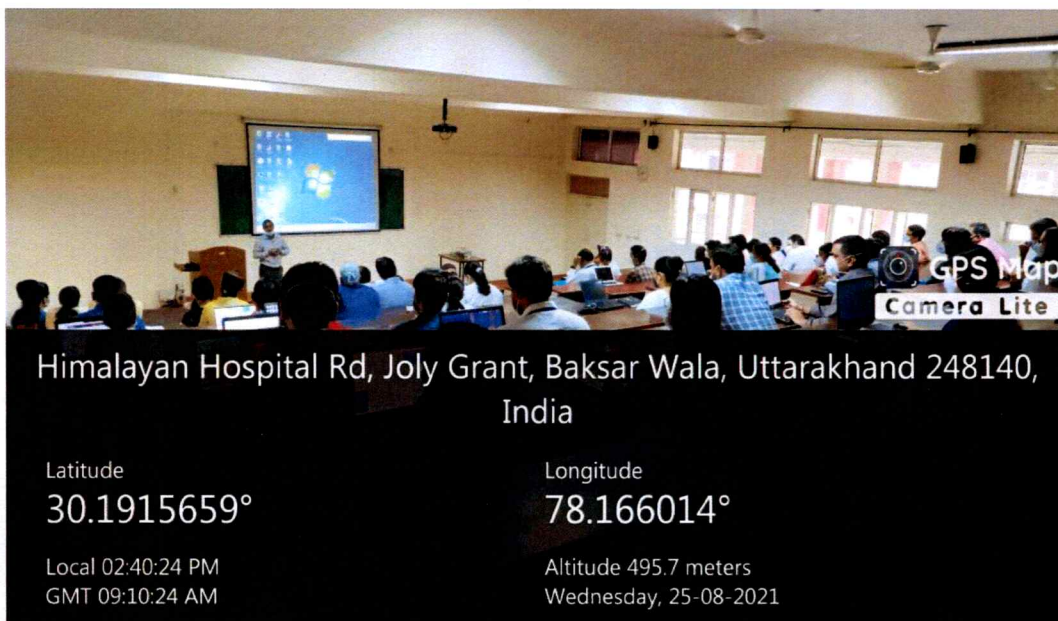 GPS Map
Camera Lite
Himalayan Hospital Rd, Joly Grant, Baksar Wala, Uttarakhand 248140,
India
Latitude
30.1915659°
Longitude
78.166014°
Local 02:40:24 PM
GMT 09:10:24 AM
Altitude 495.7 meters
Wednesday, 25-08-2021